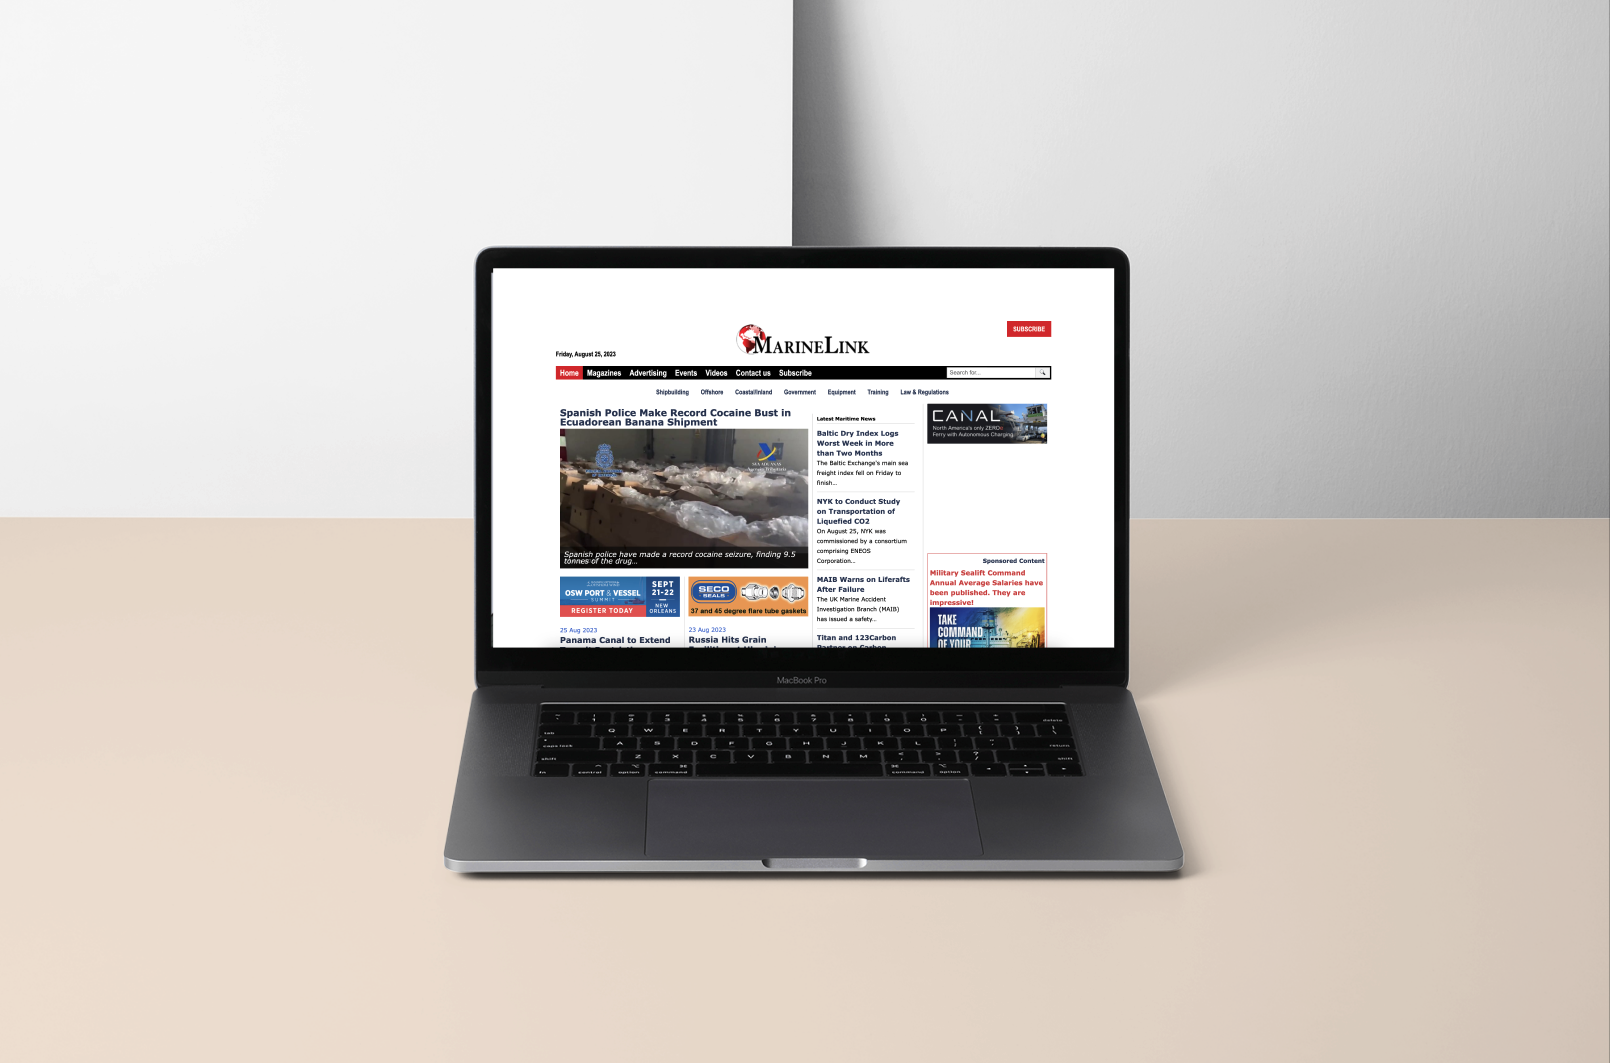 SUBSCRIBE
MARINELINK
Friday, August 25, 2023
Home Magazines Advertising Events Videos Contact us Subscribe
Search for...
Shipbuilding Offshore Coastal/Inland Government Equipment Training Law & Regulations
Spanish Police Make Record Cocaine Bust in
Ecuadorean Banana Shipment
Spanish police have made a record cocaine seizure, finding 9.5
tonnes of the drug...
OSW PORT & VESSEL
SUMMIT
REGISTER TODAY
SEPT
21-22
NEW
ORLEANS
SECO
SEALS
37 and 45 degree flare tube gaskets
25 Aug 2023
Panama Canal to Extend
23 Aug 2023
Russia Hits Grain
Latest Maritime News
Baltic Dry Index Logs
Worst Week in More
than Two Months
The Baltic Exchange's main sea
freight index fell on Friday to
finish...
NYK to Conduct Study
on Transportation of
Liquefied CO2
On August 25, NYK was
commissioned by a consortium
comprising ENEOS
Corporation...
MAIB Warns on Liferafts
After Failure
The UK Marine Accident
Investigation Branch (MAIB)
has issued a safety...
Titan and 123Carbon
Partner on Carbon
CANAL
North America's only ZERO
Ferry with Autonomous Charging
Sponsored Content
Military Sealift Command
Annual Average Salaries have
been published. They are
impressive!
TAKE
COMMAND
OF YOUR
MacBook Pro
1 2 3 4 5 6 7 8 9 0 delete
tab Q W E R T Y U I O P
caps lock A S D F G H J K L return
shift Z X C V B N M shift
fn control option command command option